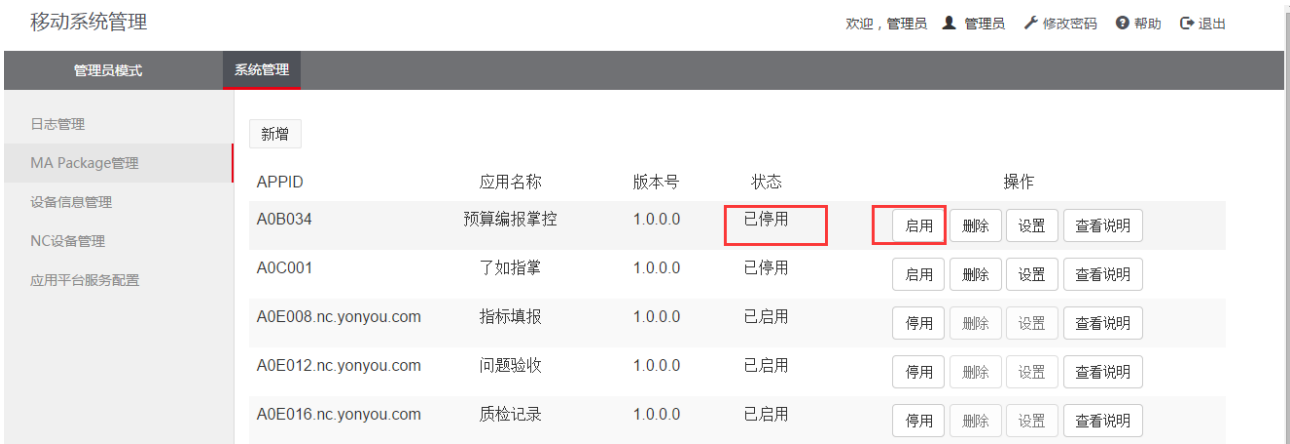 移动系统管理
欢迎，管理员 管理员 修改密码 帮助 退出
管理员模式 系统管理
日志管理
MA Package管理
设备信息管理
NC设备管理
应用平台服务配置
新增
APPID 应用名称 版本号 状态 操作
A0B034 预算编报掌控 1.0.0.0 已停用 启用 删除 设置 查看说明
A0C001 了如指掌 1.0.0.0 已停用 启用 删除 设置 查看说明
A0E008.nc.yonyou.com 指标填报 1.0.0.0 已启用 停用 删除 设置 查看说明
A0E012.nc.yonyou.com 问题验收 1.0.0.0 已启用 停用 删除 设置 查看说明
A0E016.nc.yonyou.com 质检记录 1.0.0.0 已启用 停用 删除 设置 查看说明